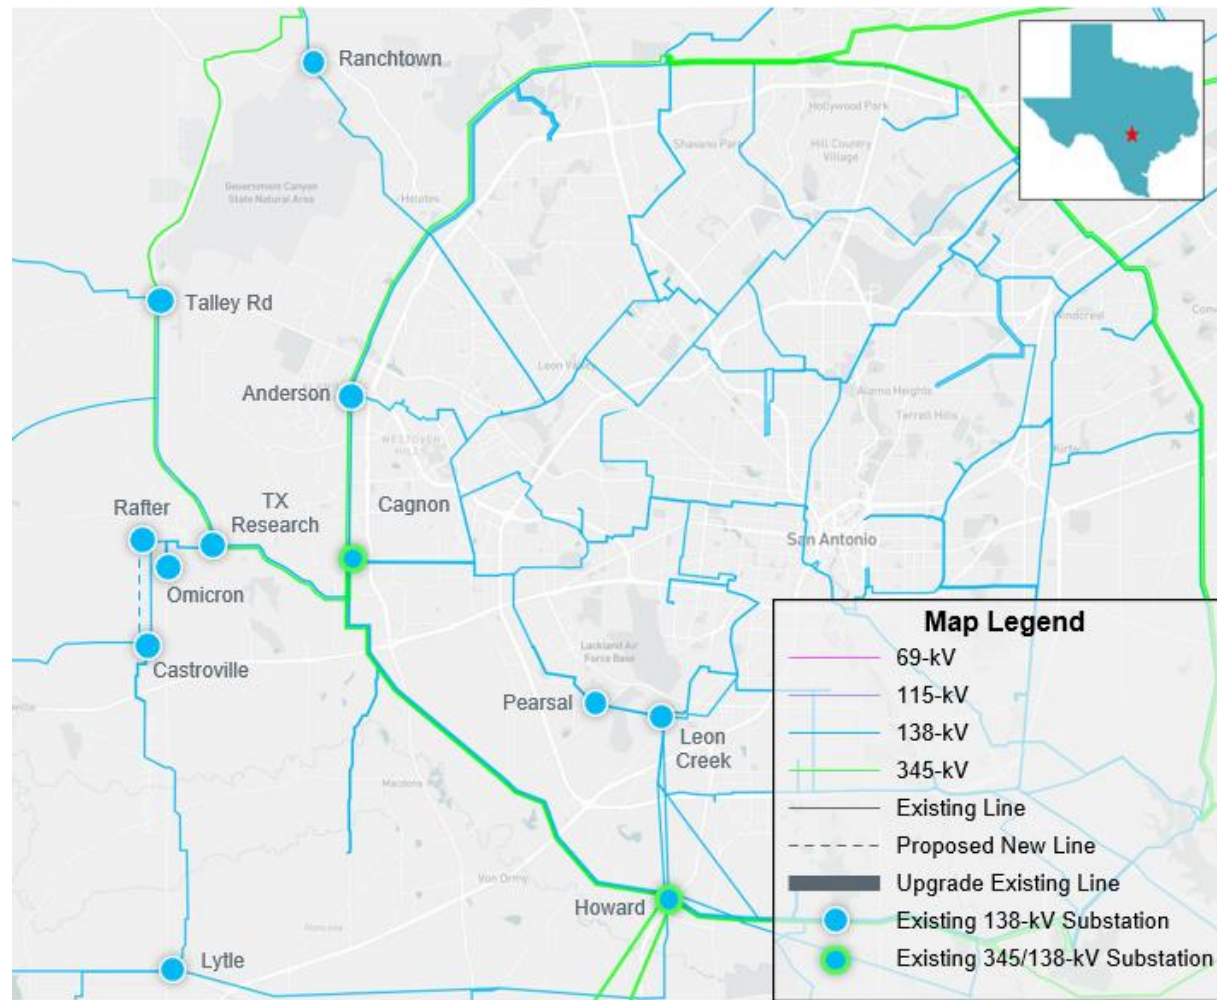 Ranchtown
Hollywood Park
Shavano Park
Hill Country
Village
Government Canyon
State Natural Area
Helotes
Talley Rd
Windcrest
Leon Valley
Anderson
Alamo Heights
Terrell Hills
WESTOVER
HILLS
Kirby
Rafter
TX
Research
Cagnon
San Antonio
Omicron
Castroville
Lackland Air
Force Base
Pearsal
Leon
Creek
Macdona
Von Ormy
Howard
Lytle
Map Legend
69-kV
115-kV
138-kV
345-kV
Existing Line
Proposed New Line
Upgrade Existing Line
Existing 138-kV Substation
Existing 345/138-kV Substation